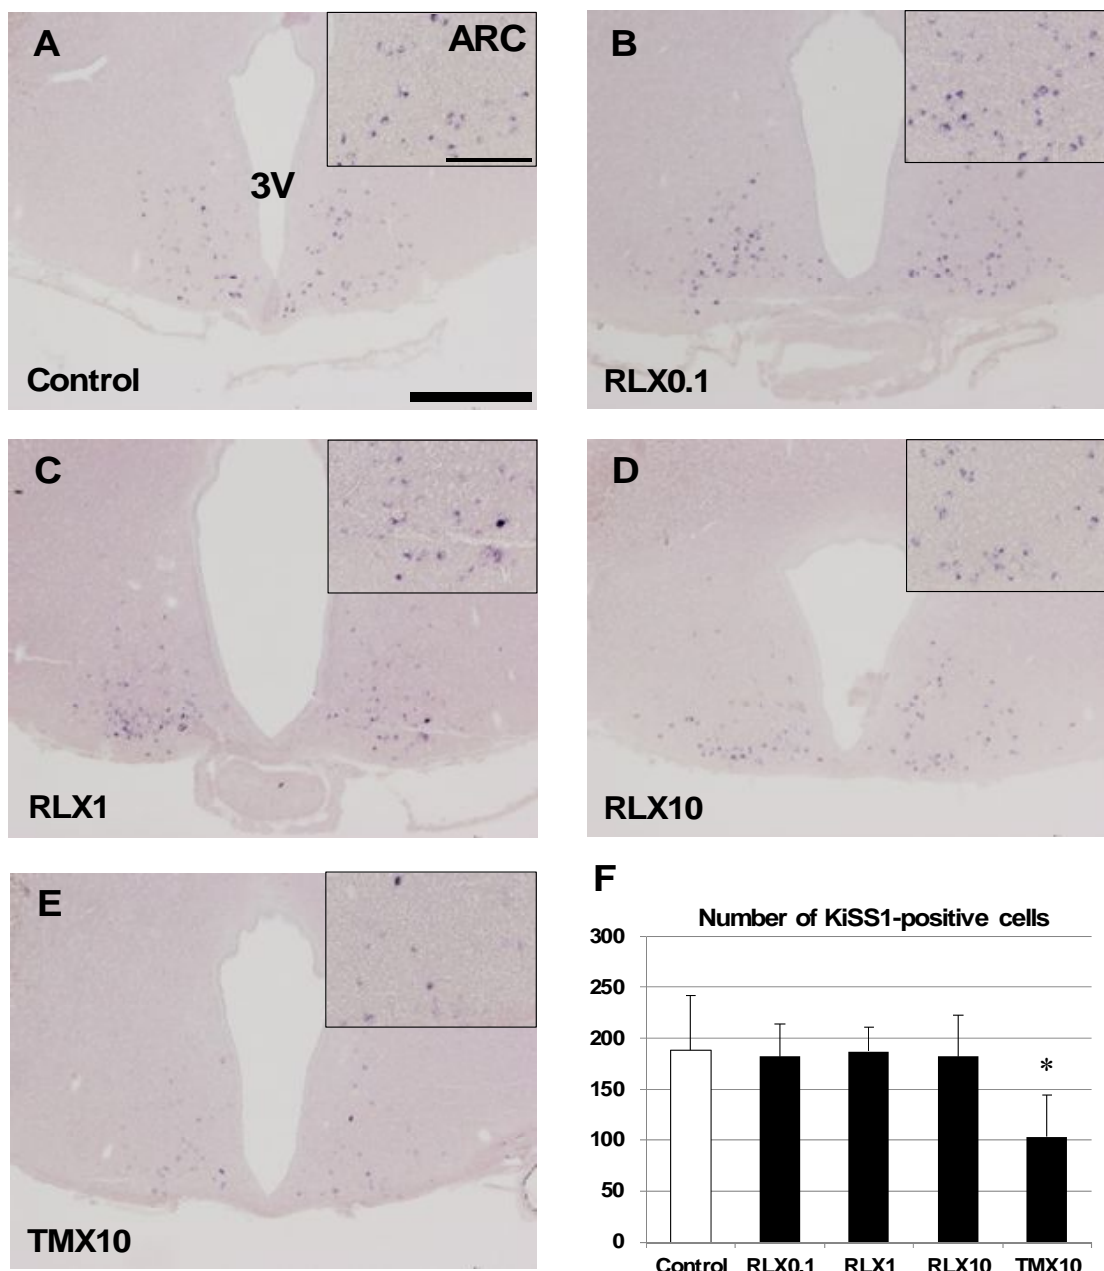 A
ARC
3V
Control
B
RLX0.1
C
RLX1
D
RLX10
E
TMX10
F
Number of KiSS1-positive cells
300
250
200
150
100
50
0
*
Control RLX0.1 RLX1 RLX10 TMX10